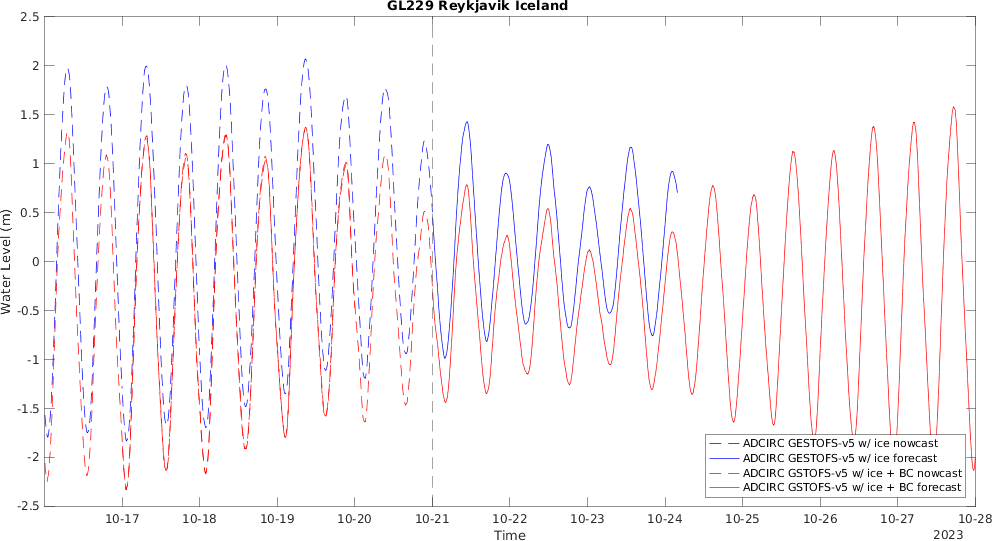 GL229 Reykjavik Iceland
Water Level (m)
2.5
2
1.5
1
0.5
0
-0.5
-1
-1.5
-2
-2.5
ADCIRC GESTOFS-v5 w/ ice nowcast
ADCIRC GESTOFS-v5 w/ ice forecast
ADCIRC GSTOFS-v5 w/ ice + BC nowcast
ADCIRC GSTOFS-v5 w/ ice + BC forecast
10-17 10-18 10-19 10-20 10-21 10-22 10-23 10-24 10-25 10-26 10-27 10-28
Time
2023